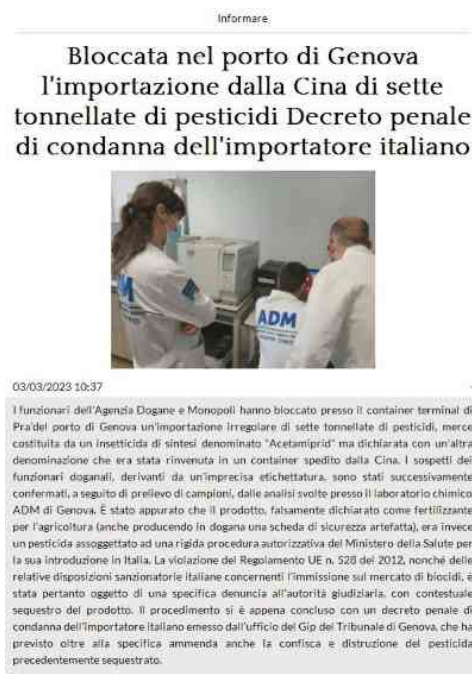 Informare
Bloccata nel porto di Genova
l'importazione dalla Cina di sette
tonnellate di pesticidi Decreto penale
di condanna dell'importatore italiano
ADM
03/03/2023 10:37
I funzionari dell'Agenzia Dogane e Monopoli hanno bloccato presso il container terminal di
Pra'del porto di Genova un'importazione irregolare di sette tonnellate di pesticidi, merce
costituita da un insetticida di sintesi denominato "Acetamiprid" ma dichiarata con un'altra
denominazione che era stata rinvenuta in un container spedito dalla Cina. I sospetti dei
funzionari doganali, derivanti da un'imprecisa etichettatura, sono stati successivamente
confermati, a seguito di prelievo di campioni, dalle analisi svolte presso il laboratorio chimico
ADM di Genova. È stato appurato che il prodotto, falsamente dichiarato come fertilizzante
per l'agricoltura (anche producendo in dogana una scheda di sicurezza artefatta), era invece
un pesticida assoggettato ad una rigida procedura autorizzativa del Ministero della Salute per
la sua introduzione in Italia. La violazione del Regolamento UE n. 528 del 2012, nonché delle
relative disposizioni sanzionatorie italiane concernenti l'immissione sul mercato di biocidi, è
stata pertanto oggetto di una specifica denuncia all'autorità giudiziaria, con contestuale
sequestro del prodotto. Il procedimento si è appena concluso con un decreto penale di
condanna dell'importatore italiano emesso dall'ufficio del Gip del Tribunale di Genova, che ha
previsto oltre alla specifica ammenda anche la confisca e distruzione del pesticida
precedentemente sequestrato.